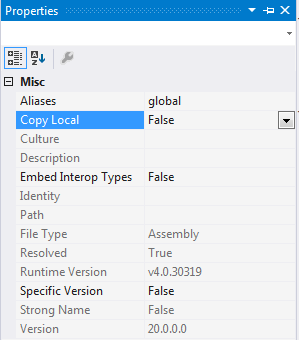 Properties
Misc
Aliases global
Copy Local False
Culture
Description
Embed Interop Types False
Identity
Path
File Type Assembly
Resolved True
Runtime Version v4.0.30319
Specific Version False
Strong Name False
Version 20.0.0.0